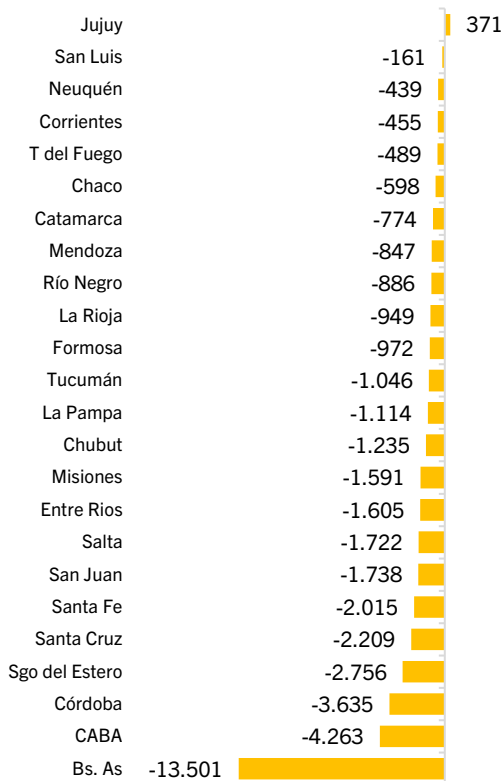 Jujuy 371
San Luis -161
Neuquén -439
Corrientes -455
T del Fuego -489
Chaco -598
Catamarca -774
Mendoza -847
Río Negro -886
La Rioja -949
Formosa -972
Tucumán -1.046
La Pampa -1.114
Chubut -1.235
Misiones -1.591
Entre Rios -1.605
Salta -1.722
San Juan -1.738
Santa Fe -2.015
Santa Cruz -2.209
Sgo del Estero -2.756
Córdoba -3.635
CABA -4.263
Bs. As -13.501